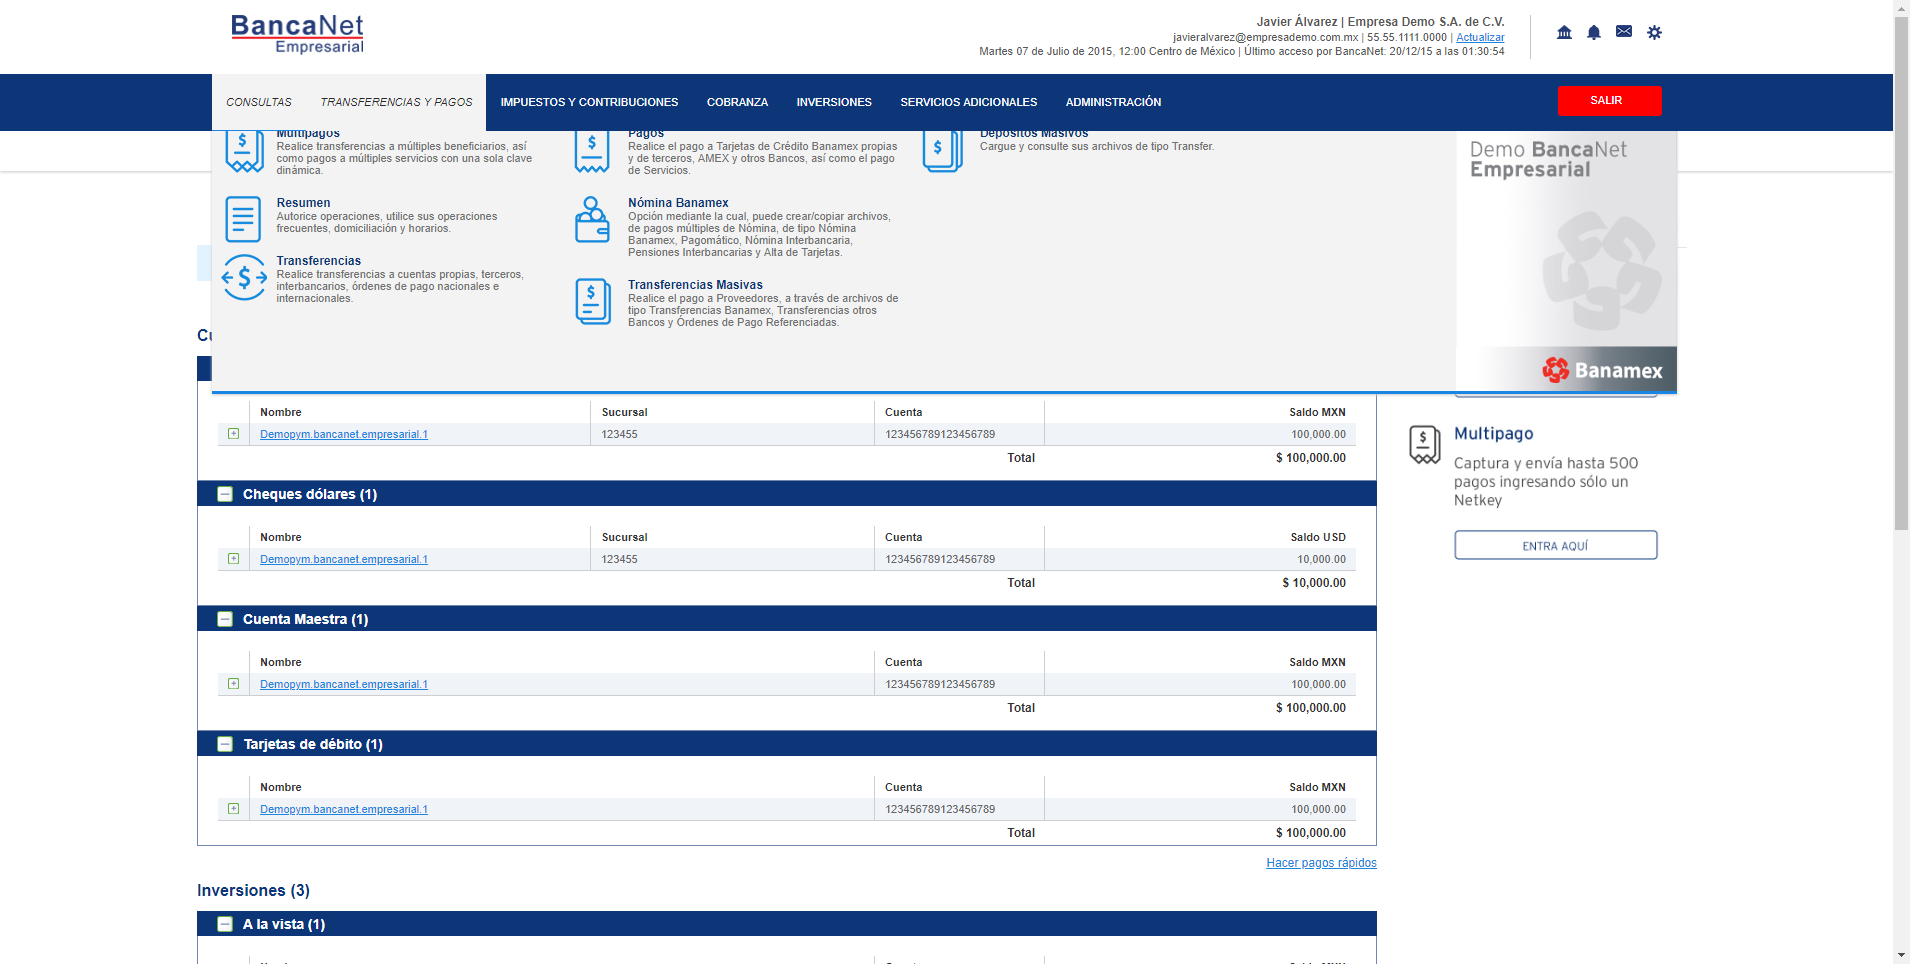 BancaNet
Empresarial
Javier Álvarez | Empresa Demo S.A. de C.V.
javieralvarez@empresademo.com.mx | 55.55.1111.0000 | Actualizar
Martes 07 de Julio de 2015, 12:00 Centro de México | Último acceso por BancaNet: 20/12/15 a las 01:30:54
CONSULTAS
TRANSFERENCIAS Y PAGOS
IMPUESTOS Y CONTRIBUCIONES
COBRANZA
INVERSIONES
SERVICIOS ADICIONALES
ADMINISTRACIÓN
SALIR
Multipagos
Realice transferencias a múltiples beneficiarios, así
como pagos a múltiples servicios con una sola clave
dinámica.
Resumen
Autorice operaciones, utilice sus operaciones
frecuentes, domiciliación y horarios.
Transferencias
Realice transferencias a cuentas propias, terceros,
interbancarios, órdenes de pago nacionales e
internacionales.
Pagos
Realice el pago a Tarjetas de Crédito Banamex propias
y de terceros, AMEX y otros Bancos, así como el pago
de Servicios.
Nómina Banamex
Opción mediante la cual, puede crear/copiar archivos,
de pagos múltiples de Nómina, de tipo Nómina
Banamex, Pagomático, Nómina Interbancaria,
Pensiones Interbancarias y Alta de Tarjetas.
Transferencias Masivas
Realice el pago a Proveedores, a través de archivos de
tipo Transferencias Banamex, Transferencias otros
Bancos y Órdenes de Pago Referenciadas.
Depósitos Masivos
Cargue y consulte sus archivos de tipo Transfer.
Demo BancaNet
Empresarial
Banamex
Nombre Sucursal Cuenta Saldo MXN
Demopym.bancanet.empresarial.1 123455 123456789123456789 100,000.00
Total $ 100,000.00
Cheques dólares (1)
Nombre Sucursal Cuenta Saldo USD
Demopym.bancanet.empresarial.1 123455 123456789123456789 10,000.00
Total $ 10,000.00
Cuenta Maestra (1)
Nombre Cuenta Saldo MXN
Demopym.bancanet.empresarial.1 123456789123456789 100,000.00
Total $ 100,000.00
Tarjetas de débito (1)
Nombre Cuenta Saldo MXN
Demopym.bancanet.empresarial.1 123456789123456789 100,000.00
Total $ 100,000.00
Hacer pagos rápidos
Inversiones (3)
A la vista (1)
Multipago
Captura y envía hasta 500
pagos ingresando sólo un
Netkey
ENTRA AQUÍ